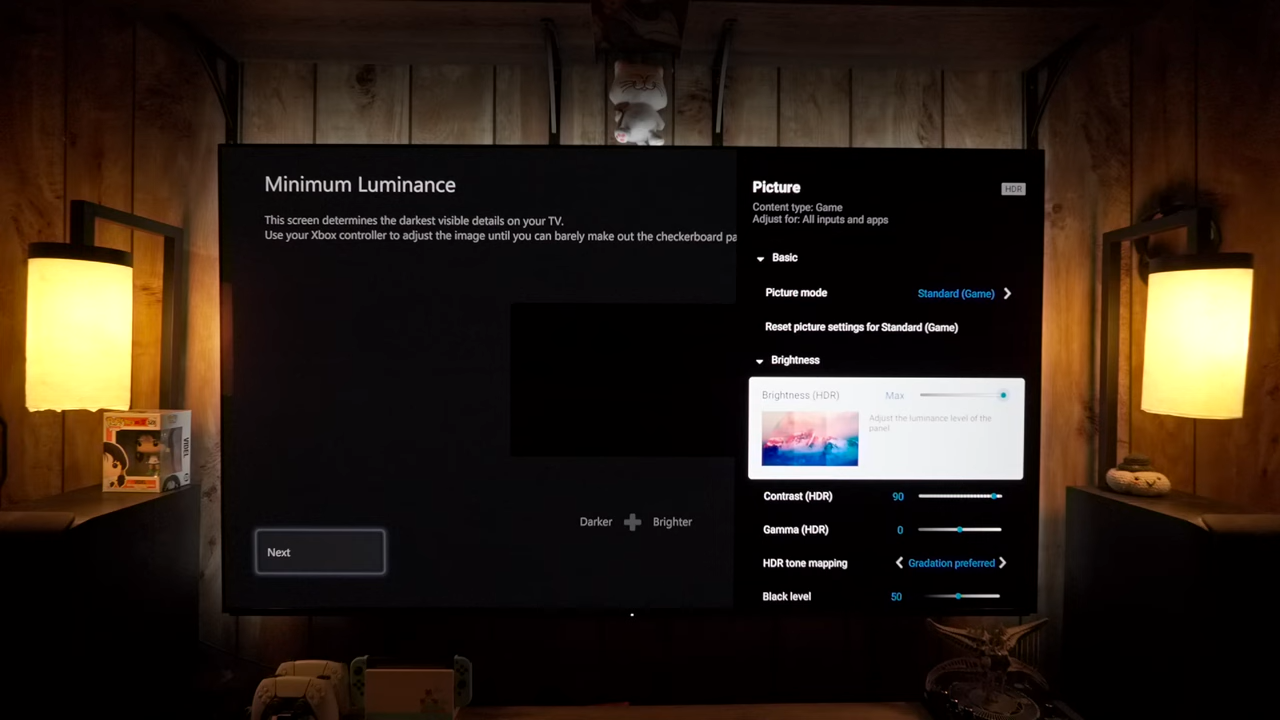 Minimum Luminance
This screen determines the darkest visible details on your TV.
Use your Xbox controller to adjust the image until you can barely make out the checkerboard pa
Darker
Brighter
Next
Picture
HDR
Content type: Game
Adjust for: All inputs and apps
Basic
Picture mode Standard (Game)
Reset picture settings for Standard (Game)
Brightness
Brightness (HDR) Max
Adjust the luminance level of the
panel
Contrast (HDR) 90
Gamma (HDR) 0
HDR tone mapping Gradation preferred
Black level 50
VIDEL